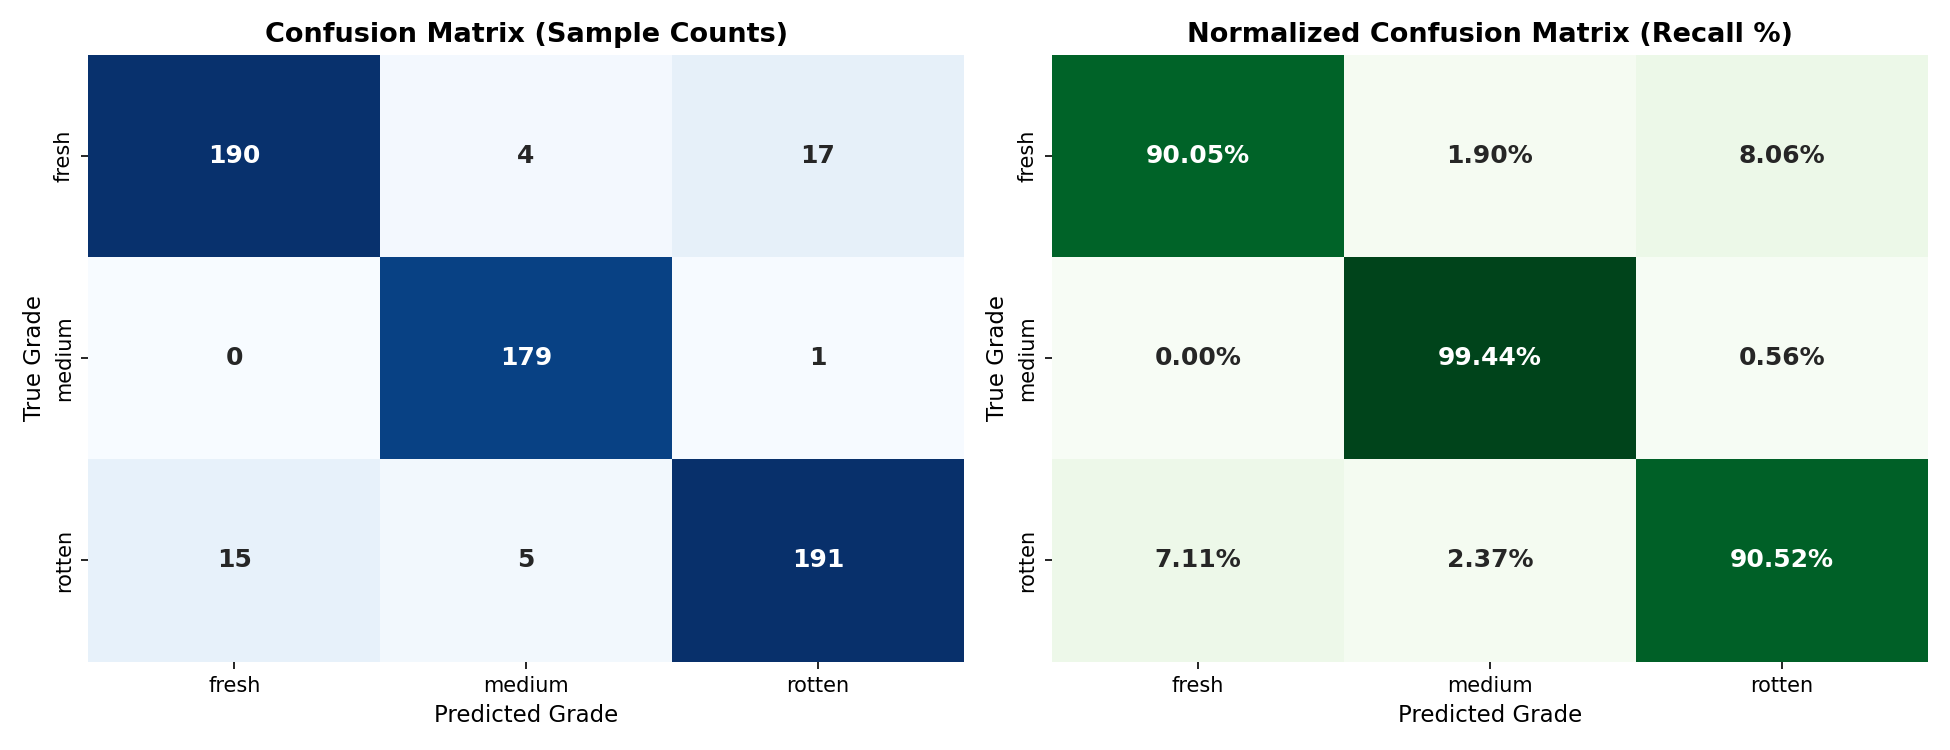 Confusion Matrix (Sample Counts)
True Grade
fresh
190 4 17
medium
0 179 1
rotten
15 5 191
fresh medium rotten
Predicted Grade
Normalized Confusion Matrix (Recall %)
True Grade
fresh
90.05% 1.90% 8.06%
medium
0.00% 99.44% 0.56%
rotten
7.11% 2.37% 90.52%
fresh medium rotten
Predicted Grade